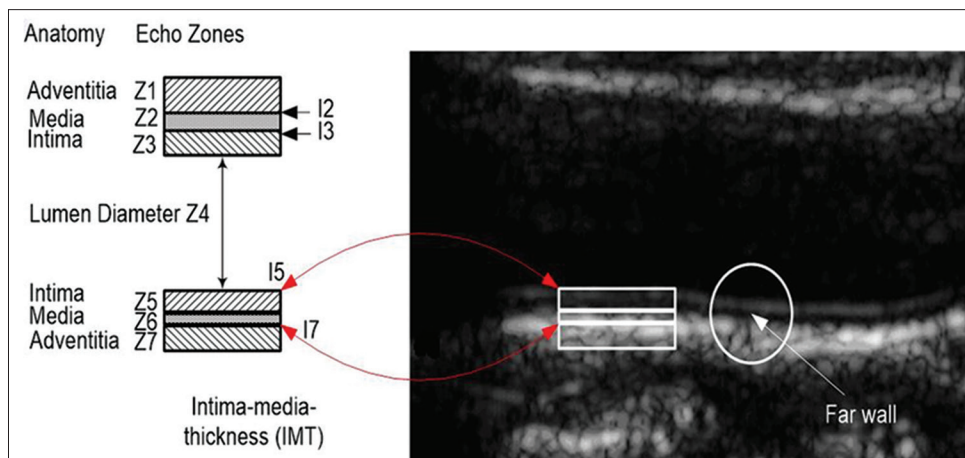 Anatomy Echo Zones
Adventitia Z1
Media Z2
Intima Z3
I2
I3
Lumen Diameter Z4
I5
Intima Z5
Media Z6
Adventitia Z7
I7
Intima-media-
thickness (IMT)
Far wall